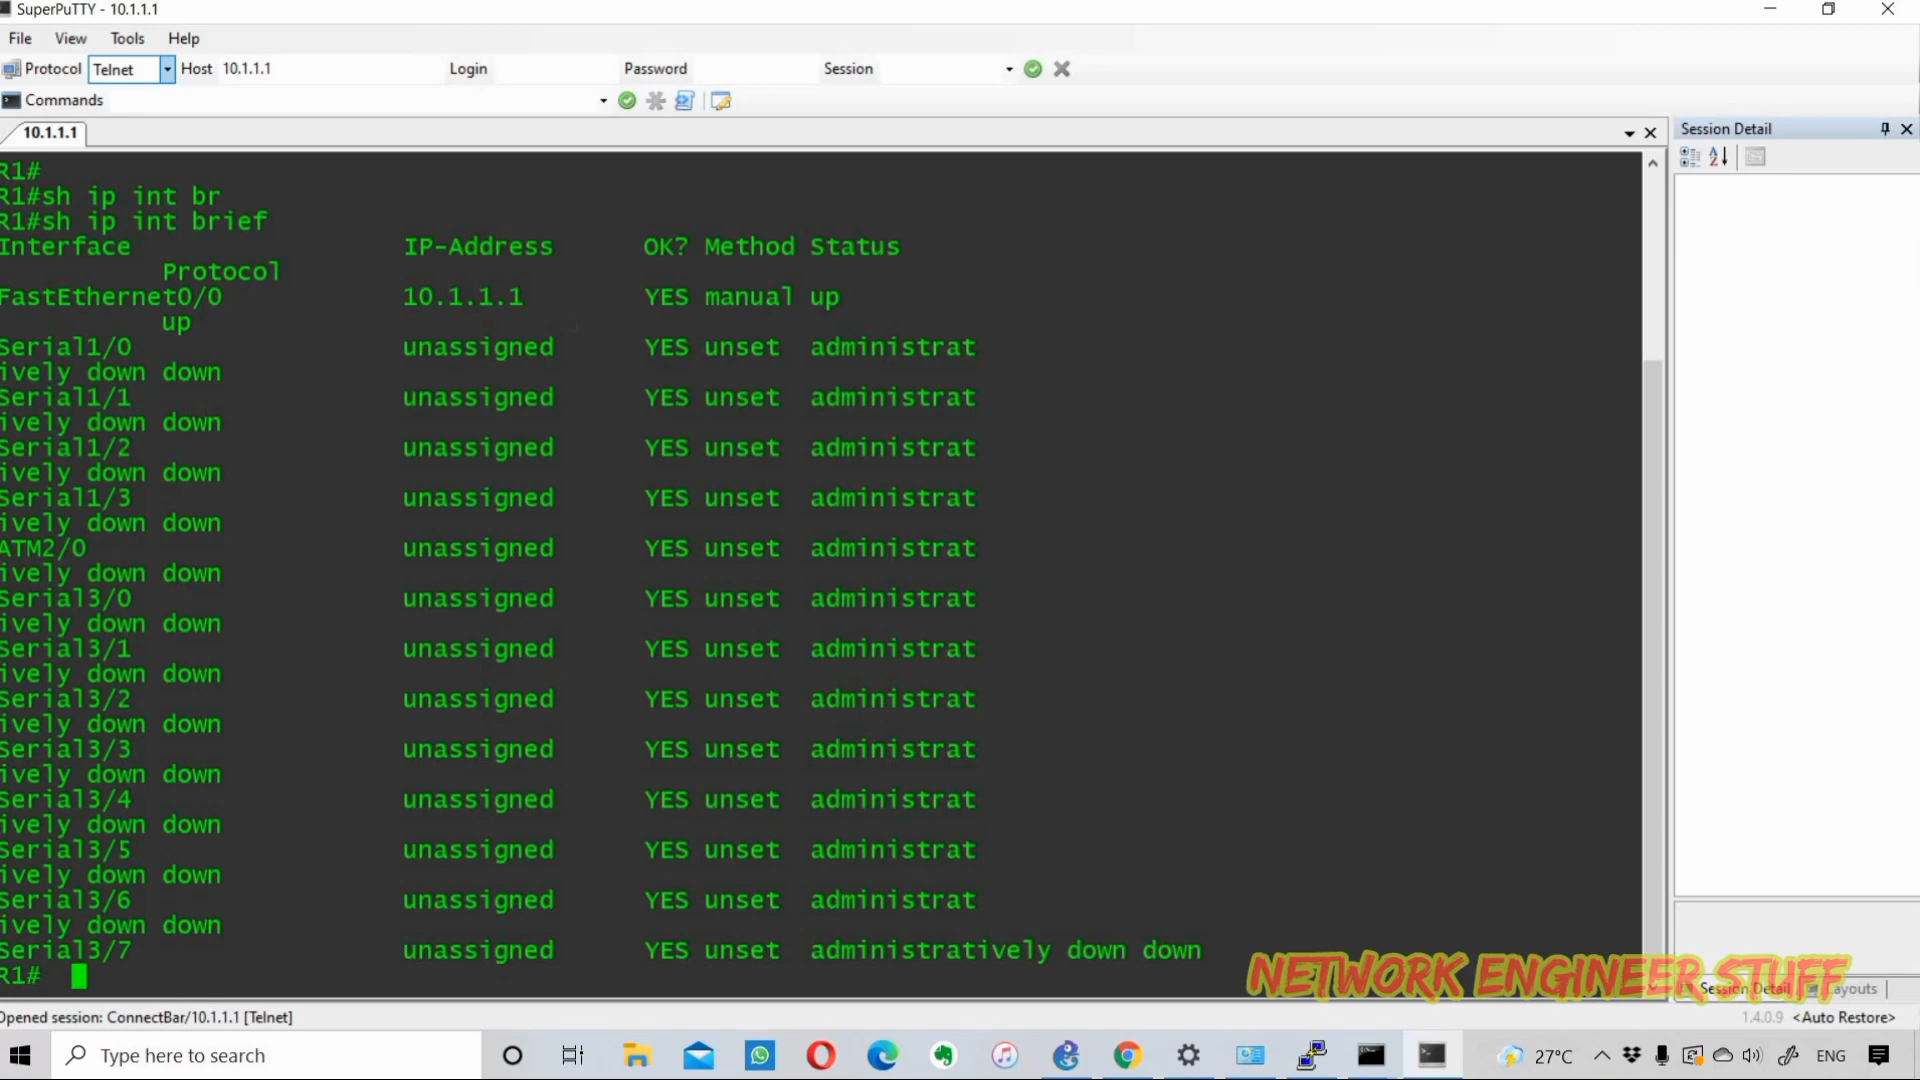 SuperPuTTY - 10.1.1.1
File View Tools Help
Protocol Telnet Host 10.1.1.1 Login Password Session
Commands
10.1.1.1
Session Detail
R1#
R1#sh ip int br
R1#sh ip int brief
Interface IP-Address OK? Method Status
Protocol
FastEthernet0/0 10.1.1.1 YES manual up
up
Serial1/0 unassigned YES unset administrat
ively down down
Serial1/1 unassigned YES unset administrat
ively down down
Serial1/2 unassigned YES unset administrat
ively down down
Serial1/3 unassigned YES unset administrat
ively down down
ATM2/0 unassigned YES unset administrat
ively down down
Serial3/0 unassigned YES unset administrat
ively down down
Serial3/1 unassigned YES unset administrat
ively down down
Serial3/2 unassigned YES unset administrat
ively down down
Serial3/3 unassigned YES unset administrat
ively down down
Serial3/4 unassigned YES unset administrat
ively down down
Serial3/5 unassigned YES unset administrat
ively down down
Serial3/6 unassigned YES unset administrat
ively down down
Serial3/7 unassigned YES unset administratively down down
R1#
NETWORK ENGINEER STUFF
Session Detail Layouts
Opened session: ConnectBar/10.1.1.1 [Telnet] 1.4.0.9 <Auto Restore>
Type here to search 27°C ENG